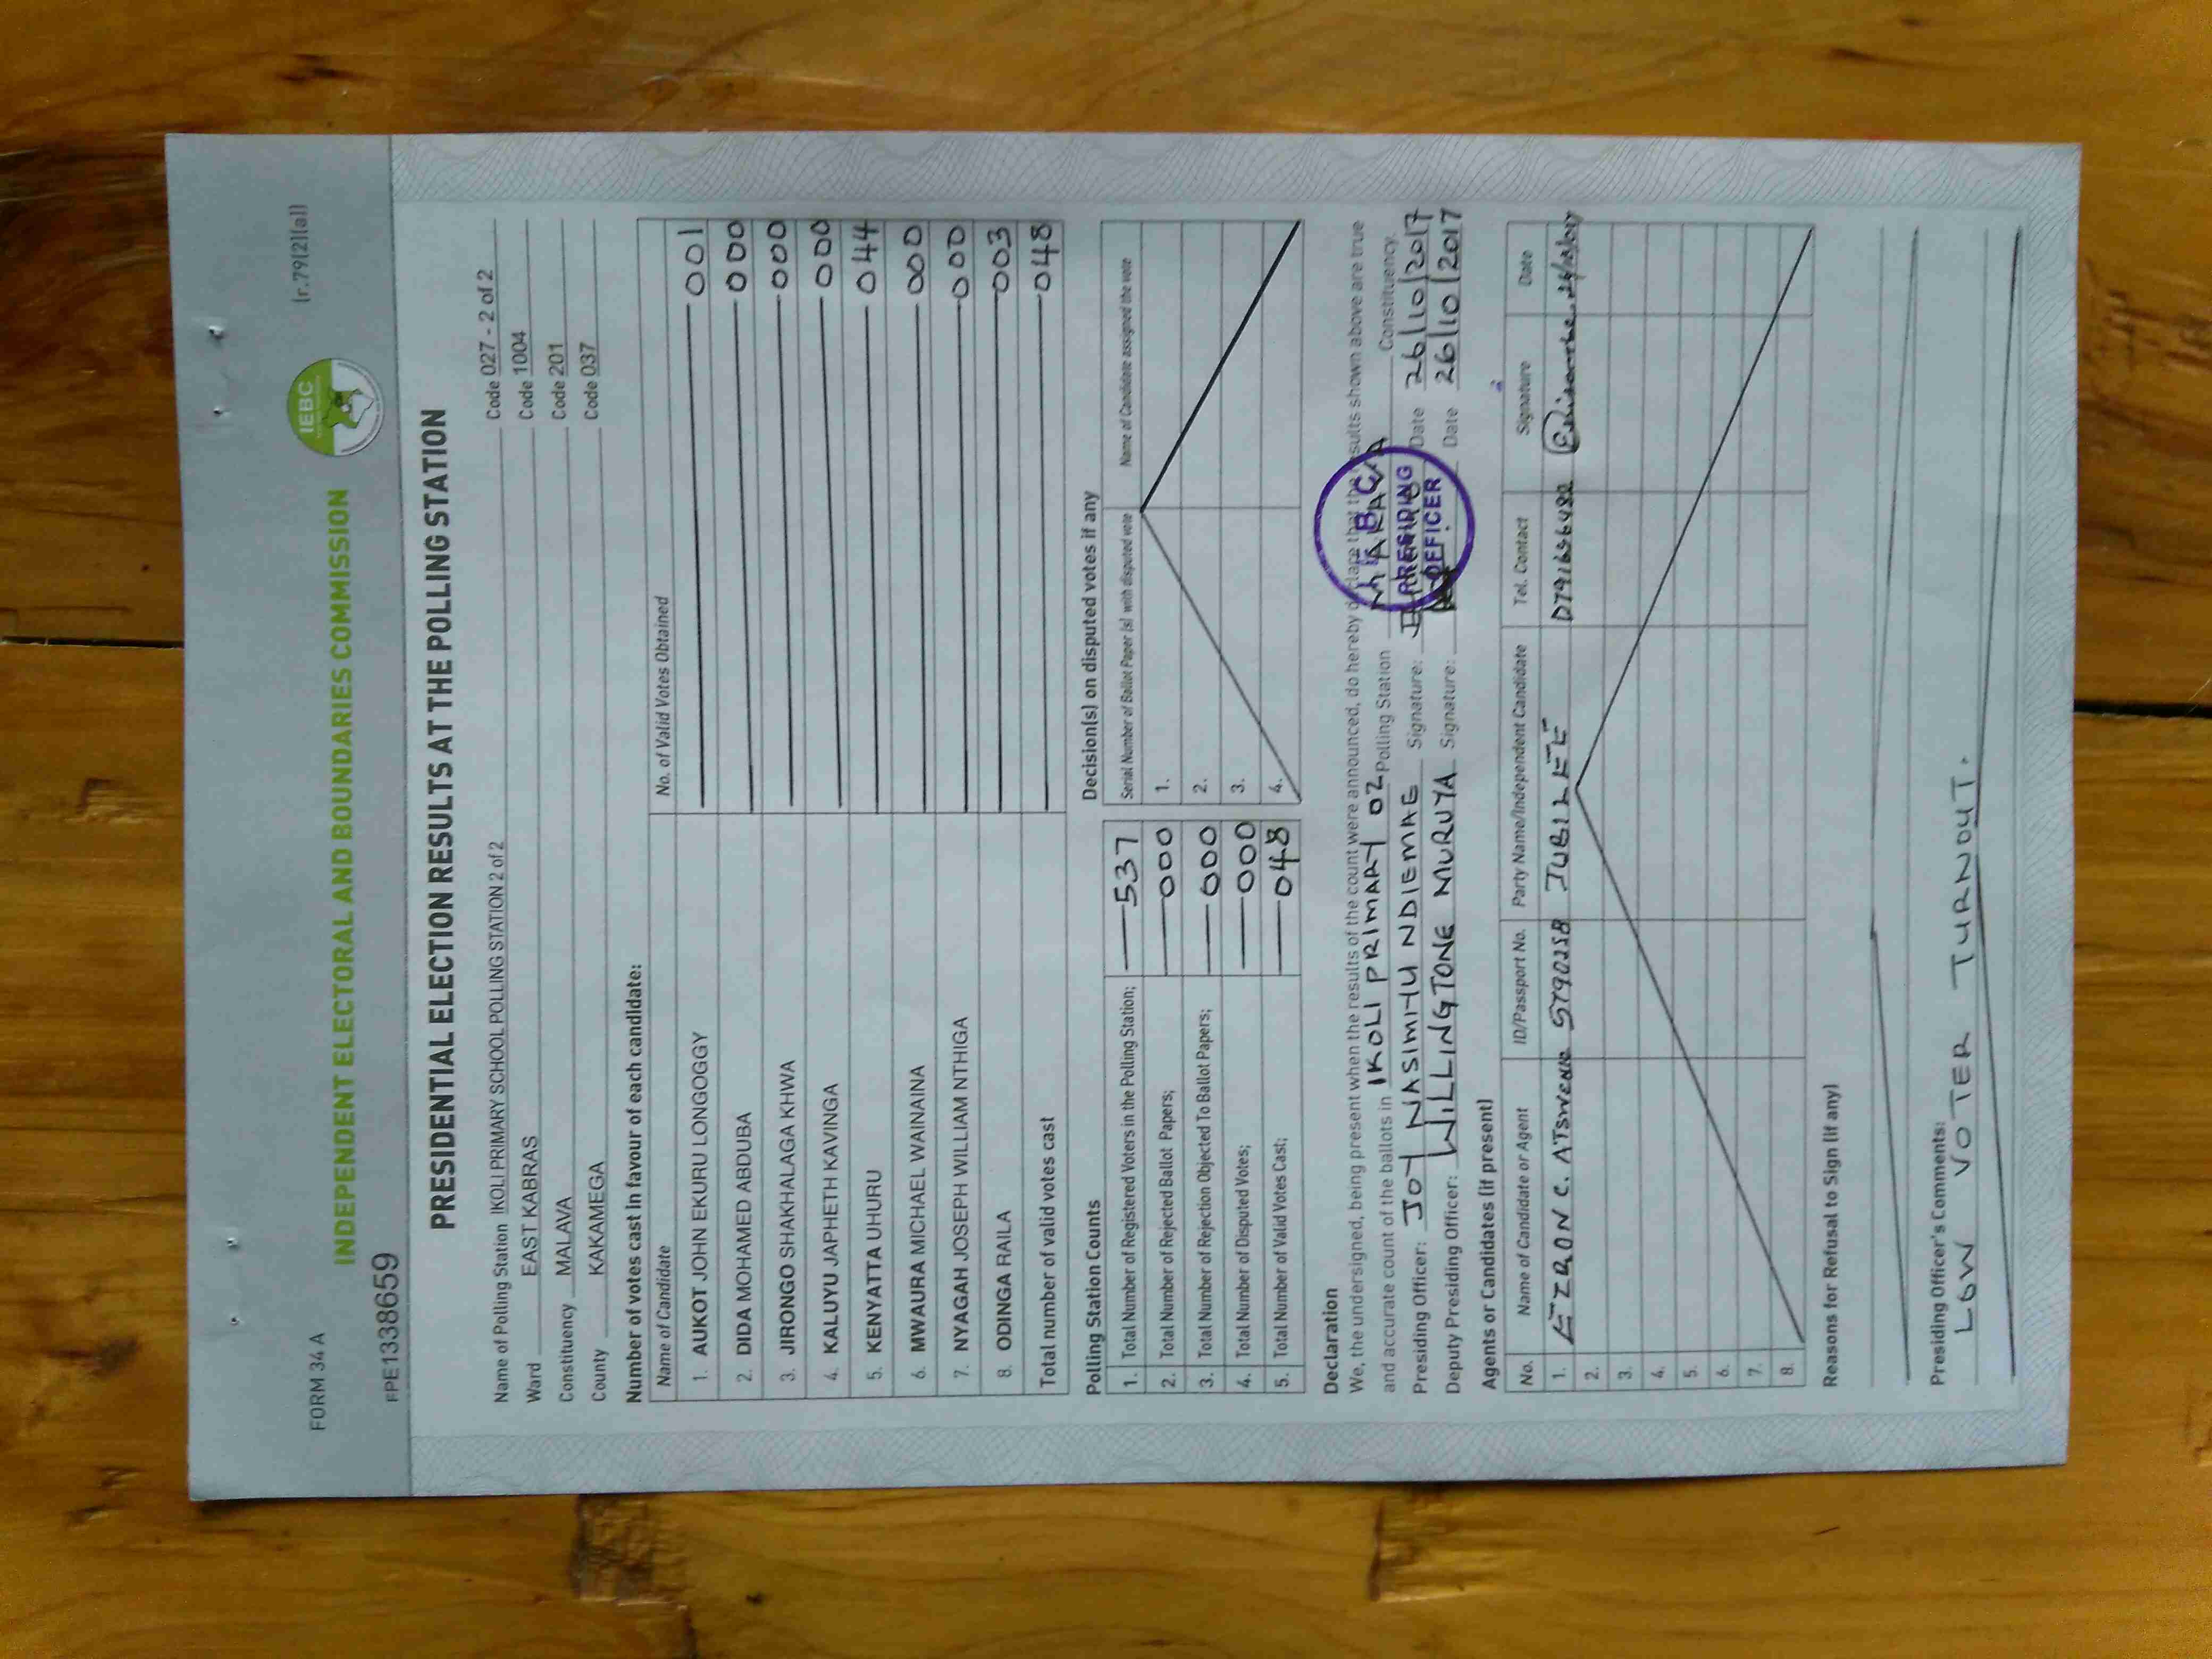 FORM 34 A
(r.79(2)(a))
IEBC
INDEPENDENT ELECTORAL AND BOUNDARIES COMMISSION
FPE1338659
PRESIDENTIAL ELECTION RESULTS AT THE POLLING STATION
Name of Polling Station IKOLI PRIMARY SCHOOL POLLING STATION 2 of 2 Code 027 - 2 of 2
Ward EAST KABRAS Code 1004
Constituency MALAVA Code 201
County KAKAMEGA Code 037
Number of votes cast in favour of each candidate:
Name of Candidate No. of Valid Votes Obtained
1. AUKOT JOHN EKURU LONGOGGY 001
2. DIDA MOHAMED ABDUBA 000
3. JIRONGO SHAKHALAGA KHWA 000
4. KALUYU JAPHETH KAVINGA 000
5. KENYATTA UHURU 044
6. MWAURA MICHAEL WAINAINA 000
7. NYAGAH JOSEPH WILLIAM NTHIGA 000
8. ODINGA RAILA 003
Total number of valid votes cast 048
Polling Station Counts
1. Total Number of Registered Voters in the Polling Station; 537
2. Total Number of Rejected Ballot Papers; 000
3. Total Number of Rejection Objected To Ballot Papers; 000
4. Total Number of Disputed Votes; 000
5. Total Number of Valid Votes Cast; 048
Decision(s) on disputed votes if any
Serial Number of Ballot Paper (s) with disputed vote Name of Candidate assigned the vote
1.
2.
3.
4.
Declaration
We, the undersigned, being present when the results of the count were announced, do hereby declare that the results shown above are true
and accurate count of the ballots in IKOLI PRIMARY 02 Polling Station MALAVA Constituency.
Presiding Officer: JOY NASIMIYU NDIEMAE Signature: Date 26/10/2017
Deputy Presiding Officer: WILLINGTONE MURUYA Signature: Date 26/10/2017
IEBC
PRESIDING
OFFICER
Agents or Candidates (if present)
No. Name of Candidate or Agent ID/Passport No. Party Name/Independent Candidate Tel. Contact Signature Date
1. EZRON C. 5790258 JUBILEE 0791656482 26/10/2017
2.
3.
4.
5.
6.
7.
8.
Reasons for Refusal to Sign (if any)
Presiding Officer's Comments:
LOW VOTER TURNOUT.